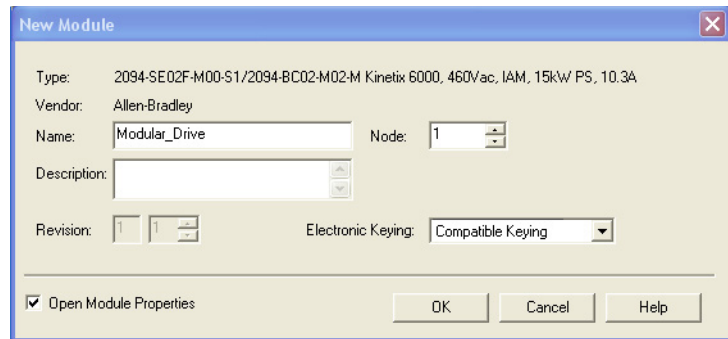 New Module
Type: 2094-SE02F-M00-S1/2094-BC02-M02-M Kinetix 6000, 460Vac, IAM, 15kW PS, 10.3A
Vendor: Allen-Bradley
Name: Modular_Drive Node: 1
Description:
Revision: 1 1 Electronic Keying: Compatible Keying
Open Module Properties OK Cancel Help